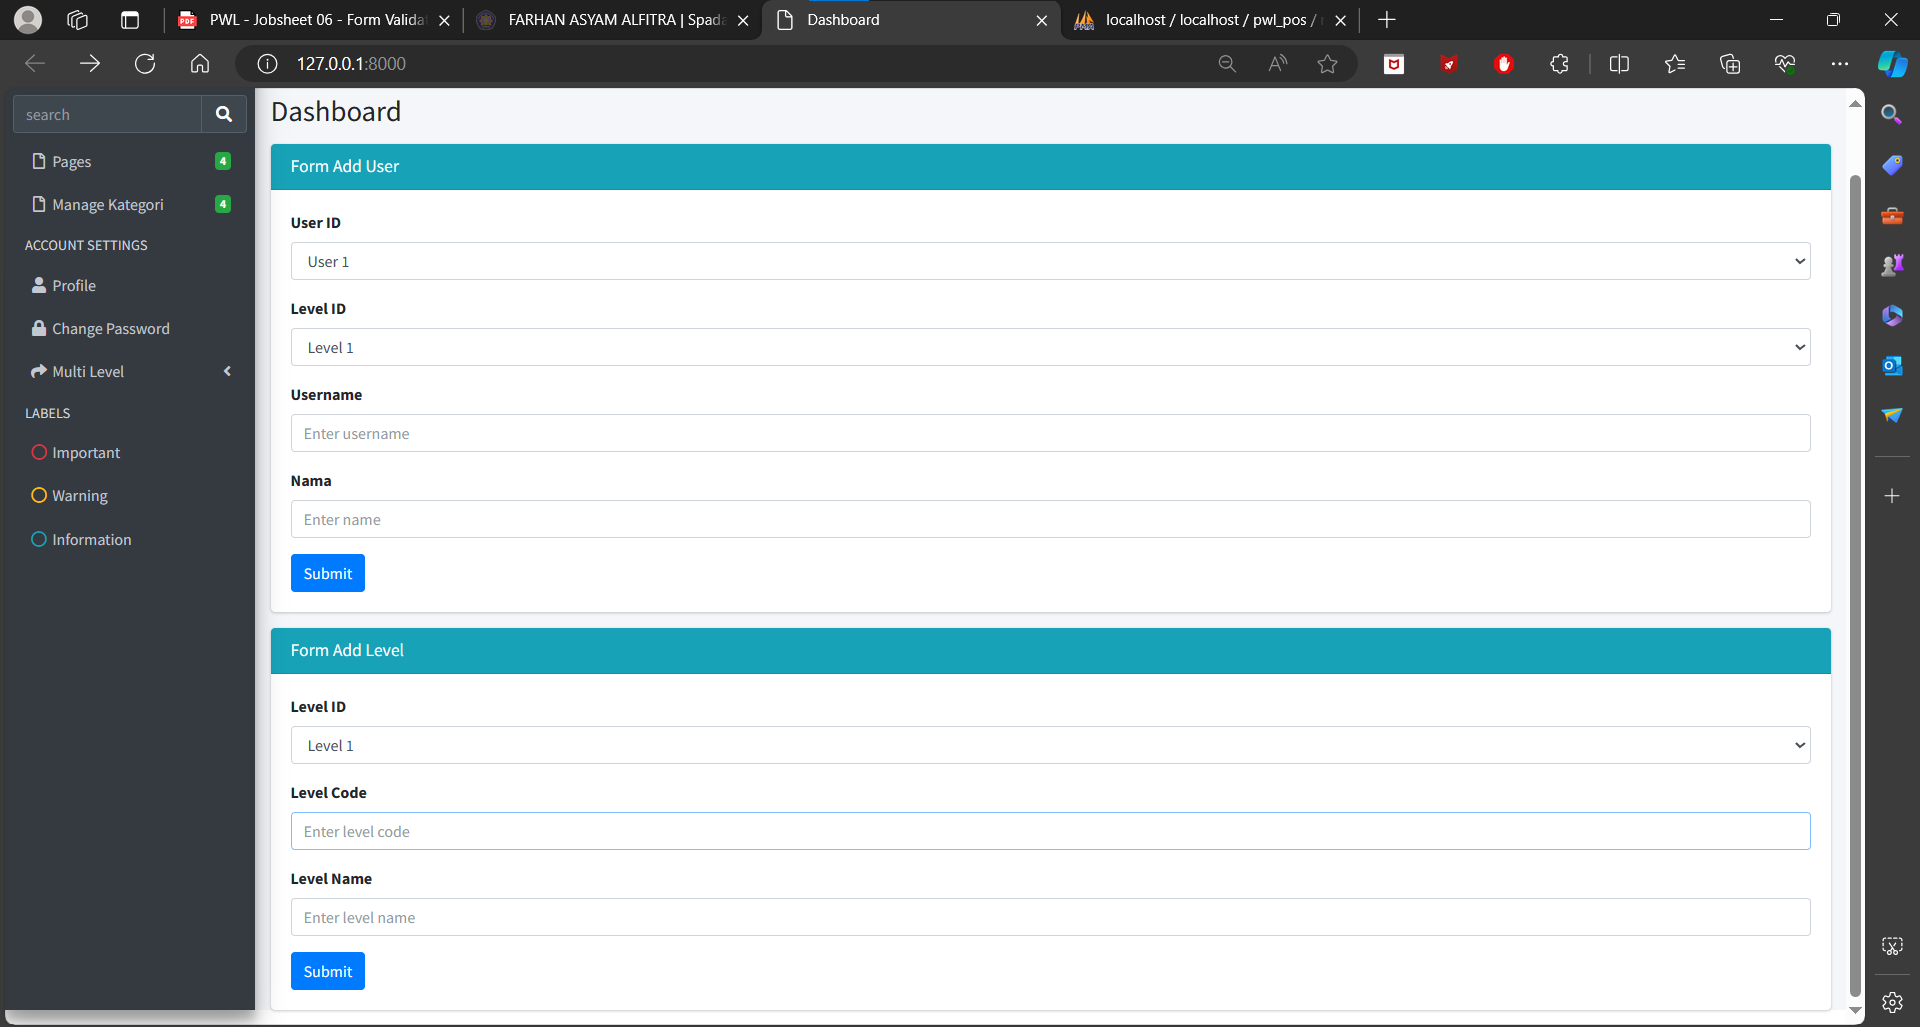 PWL - Jobsheet 06 - Form Valida
FARHAN ASYAM ALFITRA | Spad
Dashboard
localhost / localhost / pwl_pos /
127.0.0.1:8000
search
Pages 4
Manage Kategori 4
ACCOUNT SETTINGS
Profile
Change Password
Multi Level
LABELS
Important
Warning
Information
Dashboard
Form Add User
User ID
User 1
Level ID
Level 1
Username
Enter username
Nama
Enter name
Submit
Form Add Level
Level ID
Level 1
Level Code
Enter level code
Level Name
Enter level name
Submit